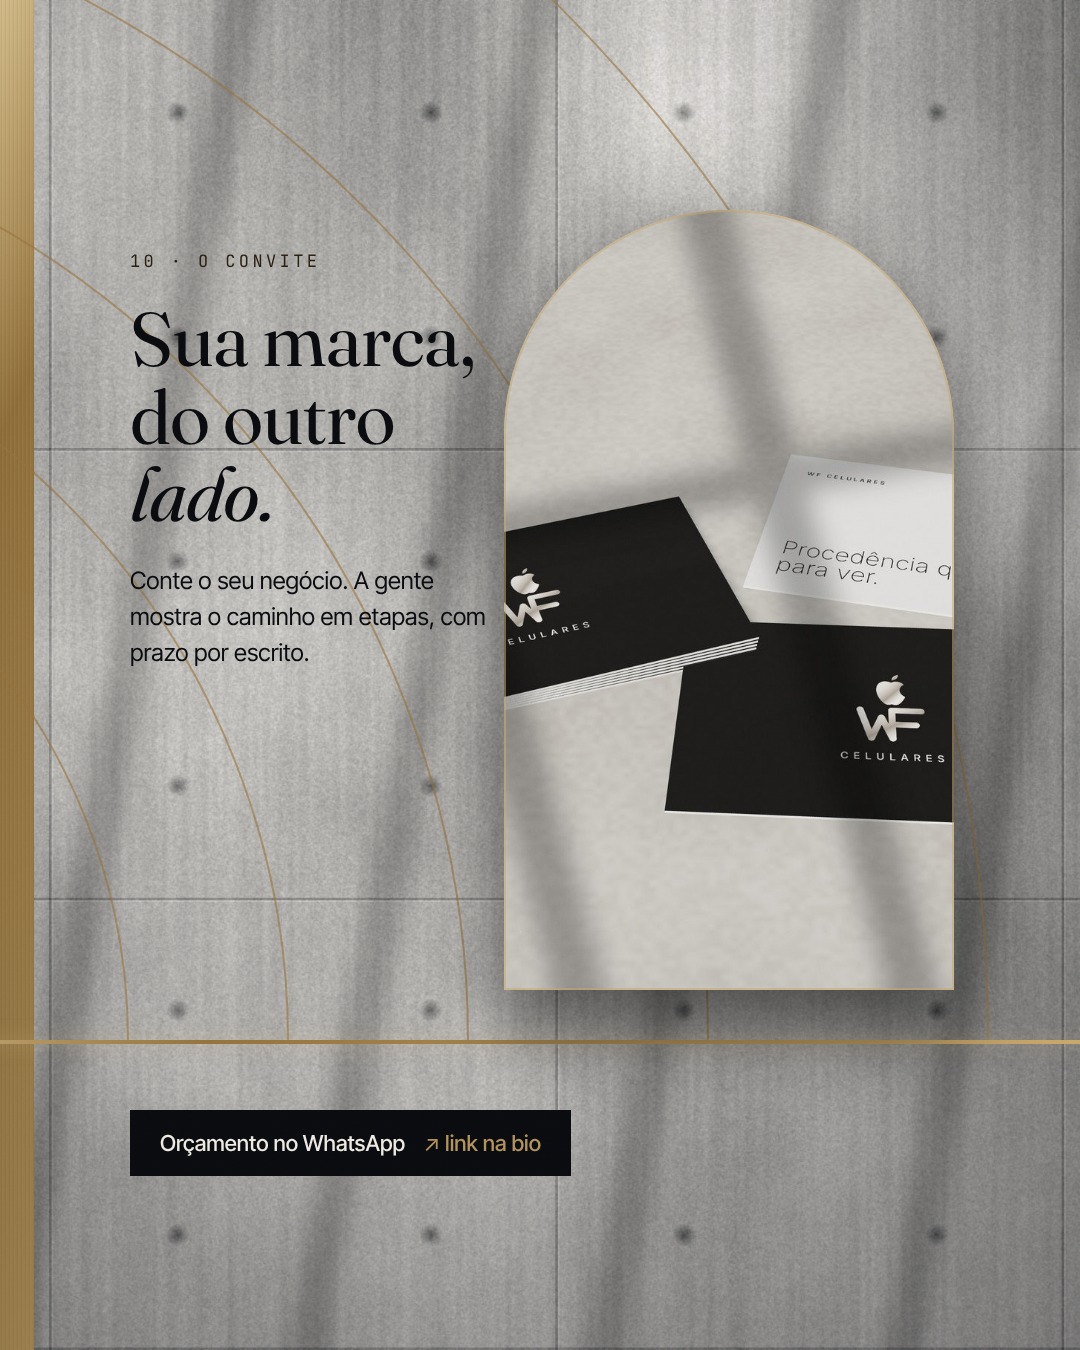 10 · O CONVITE
Sua marca,
do outro
lado.
Conte o seu negócio. A gente
mostra o caminho em etapas, com
prazo por escrito.
WF CELULARES
Procedência q
para ver.
WF
ELULARES
WF
CELULARES
Orçamento no WhatsApp ↗ link na bio